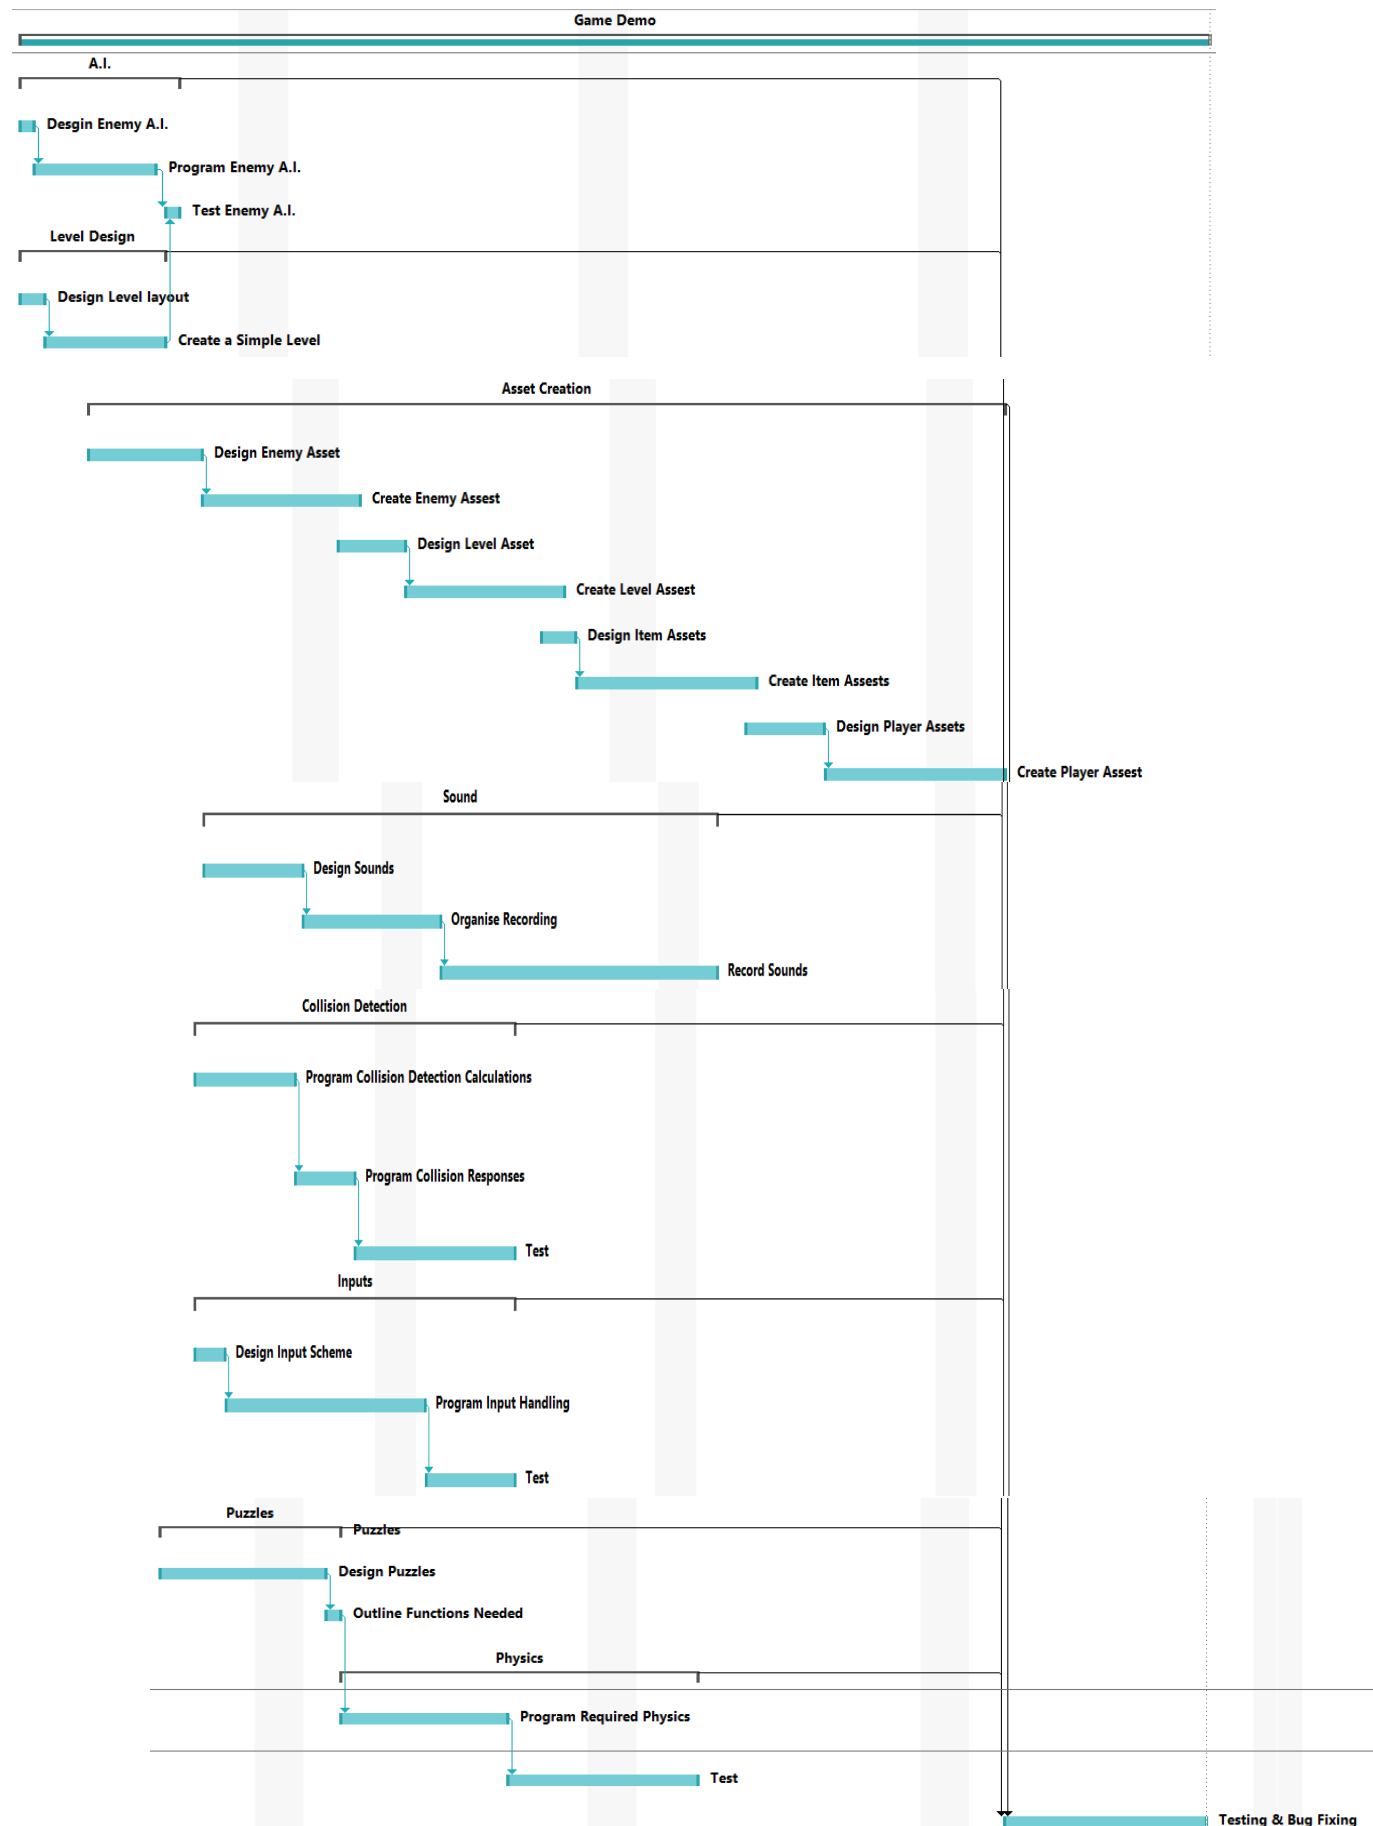 Game Demo
A.I.
Desgin Enemy A.I.
Program Enemy A.I.
Test Enemy A.I.
Level Design
Design Level layout
Create a Simple Level
Asset Creation
Design Enemy Asset
Create Enemy Assest
Design Level Asset
Create Level Assest
Design Item Assets
Create Item Assests
Design Player Assets
Create Player Assest
Sound
Design Sounds
Organise Recording
Record Sounds
Collision Detection
Program Collision Detection Calculations
Program Collision Responses
Test
Inputs
Design Input Scheme
Program Input Handling
Test
Puzzles
Puzzles
Design Puzzles
Outline Functions Needed
Physics
Program Required Physics
Test
Testing & Bug Fixing